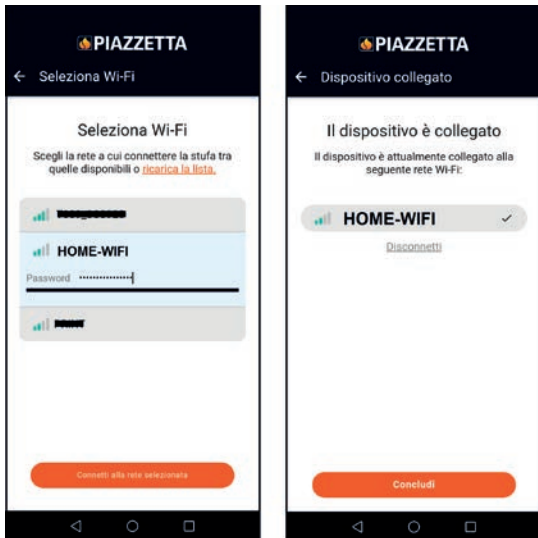 PIAZZETTA
Seleziona Wi-Fi
Seleziona Wi-Fi
Scegli la rete a cui connettere la stufa tra
quelle disponibili o ricarica la lista.
HOME-WIFI
Password ················
Connetti alla rete selezionata
PIAZZETTA
Dispositivo collegato
Il dispositivo è collegato
Il dispositivo è attualmente collegato alla
seguente rete Wi-Fi:
HOME-WIFI
Disconnetti
Concludi